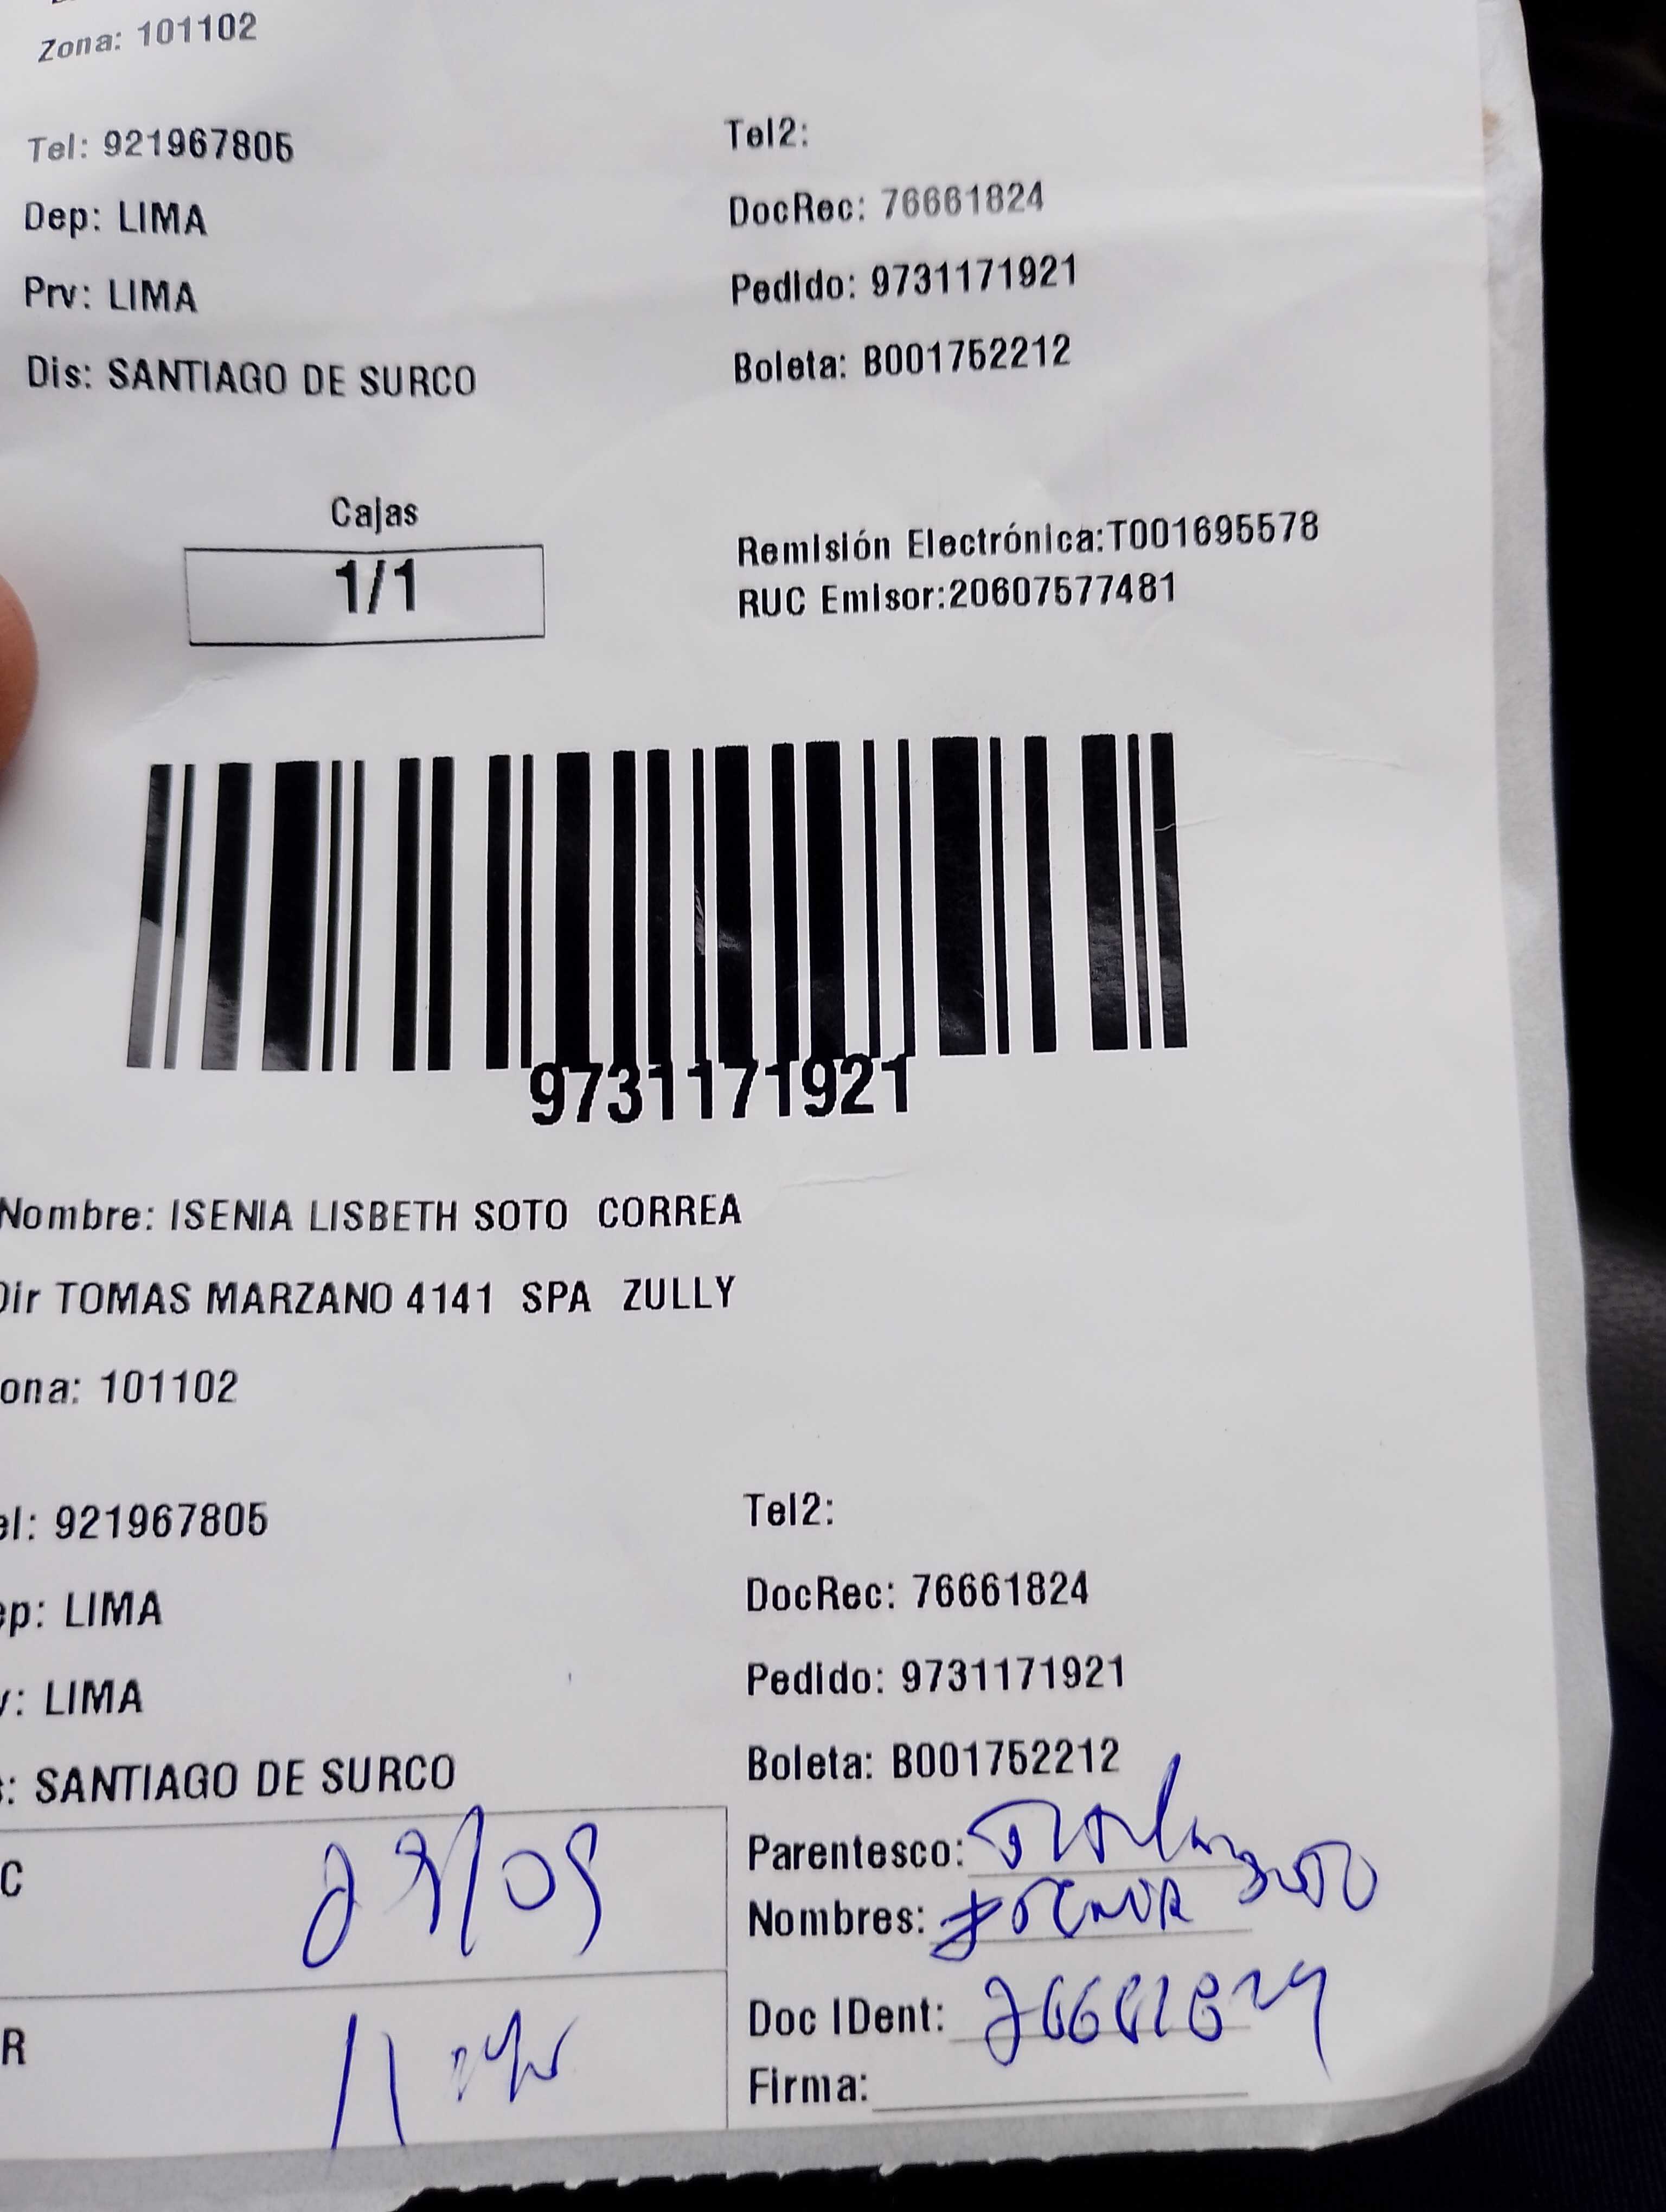 Zona: 101102
Tel: 921967805
Tel2:
Dep: LIMA
DocRec: 76661824
Prv: LIMA
Pedido: 9731171921
Dis: SANTIAGO DE SURCO
Boleta: B001752212
Cajas
1/1
Remisión Electrónica:T001695578
RUC Emisor:20607577481
9731171921
Nombre: ISENIA LISBETH SOTO CORREA
Dir TOMAS MARZANO 4141 SPA ZULLY
ona: 101102
el: 921967805
Tel2:
ep: LIMA
DocRec: 76661824
v: LIMA
Pedido: 9731171921
s: SANTIAGO DE SURCO
Boleta: B001752212
C
Parentesco:
Nombres: SOTO
R
Doc IDent: 76661824
Firma: